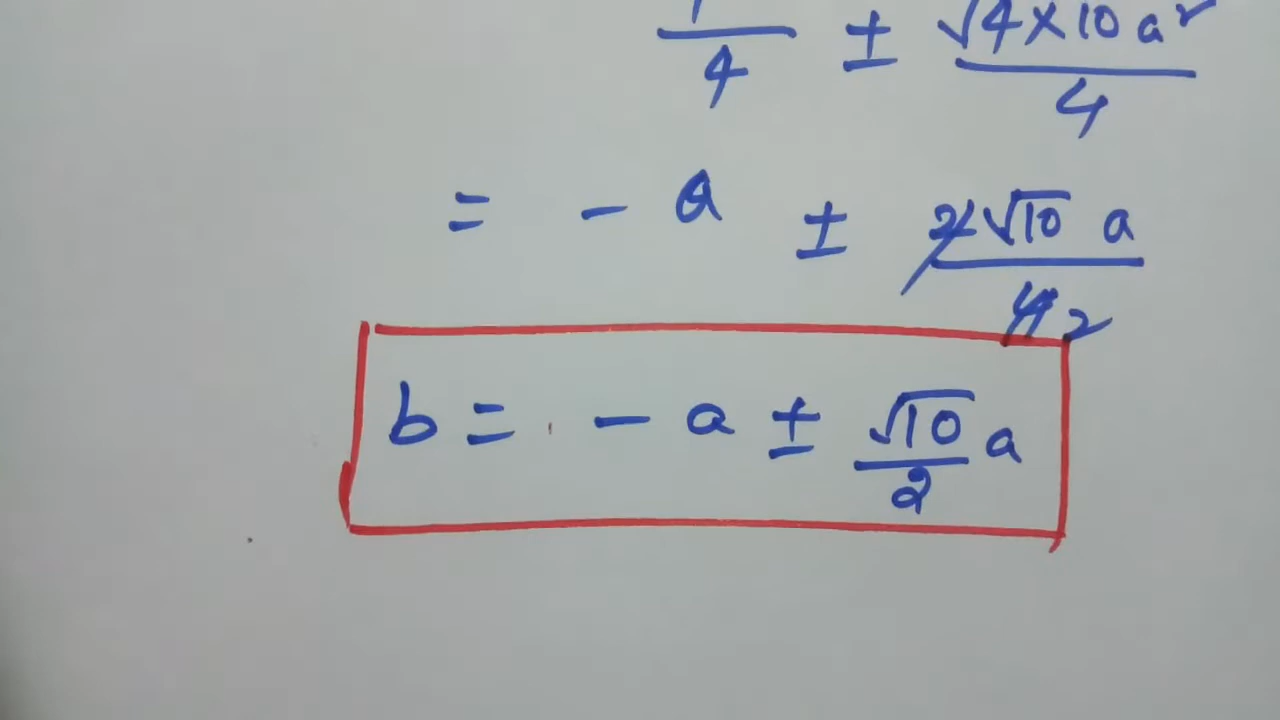 /4 ± √4×10 a²/4
= - a ± 2√10 a/4 2
b = - a ± √10/2 a